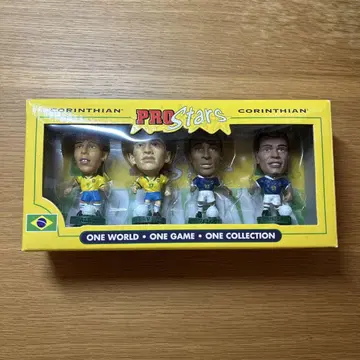 CORINTHIAN
PRO Stars
CORINTHIAN
ONE WORLD • ONE GAME • ONE COLLECTION